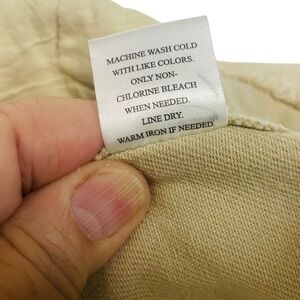 MACHINE WASH COLD
WITH LIKE COLORS.
ONLY NON-
CHLORINE BLEACH
WHEN NEEDED.
LINE DRY.
WARM IRON IF NEEDED.